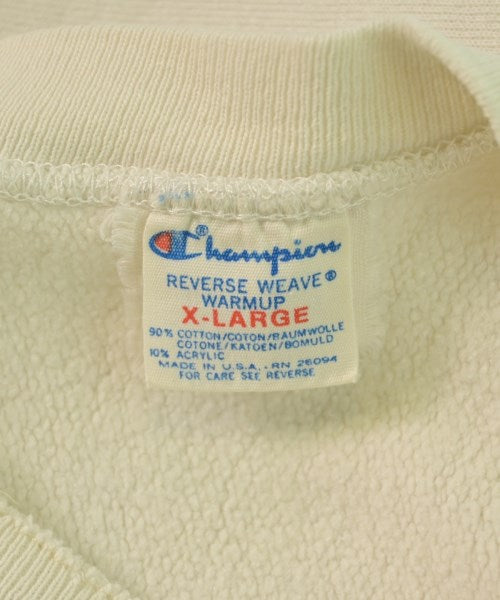 Champion®
REVERSE WEAVE®
WARMUP
X-LARGE
90% COTTON/COTON/BAUMWOLLE
COTONE/KATOEN/BOMULD
10% ACRYLIC
MADE IN U.S.A. - RN 26094
FOR CARE SEE REVERSE